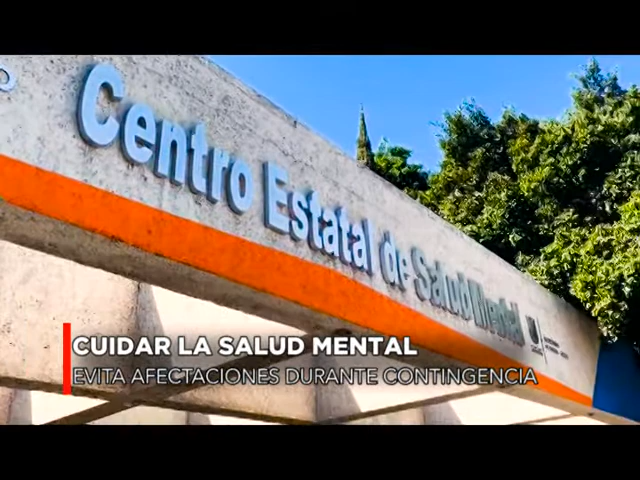 Centro Estatal de Salud Mental
CUIDAR LA SALUD MENTAL
EVITA AFECTACIONES DURANTE CONTINGENCIA